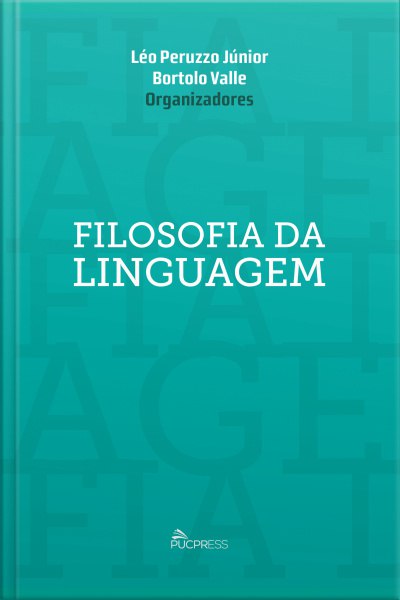 Léo Peruzzo Júnior
Bortolo Valle
Organizadores
FILOSOFIA DA
LINGUAGEM
PUCPRESS